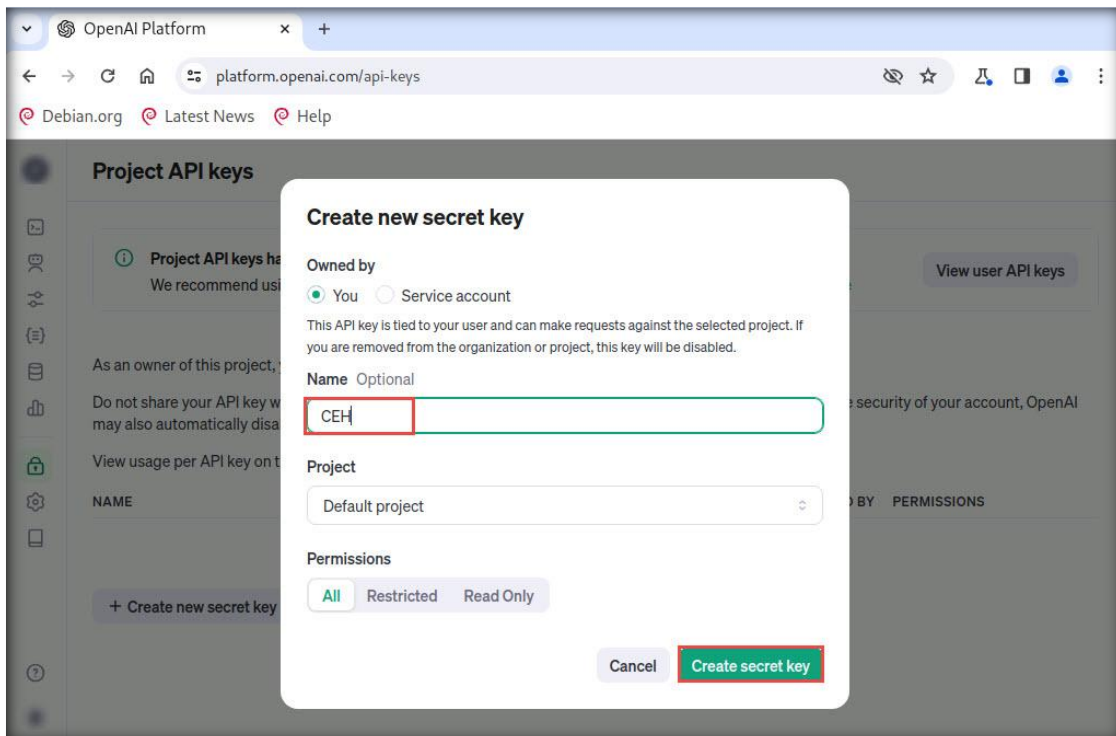 OpenAI Platform
platform.openai.com/api-keys
Debian.org Latest News Help
Project API keys
Project API keys ha
We recommend usi
View user API keys
As an owner of this project,
Do not share your API key w
e security of your account, OpenAI
may also automatically disa
View usage per API key on t
NAME
D BY PERMISSIONS
+ Create new secret key
Create new secret key
Owned by
You Service account
This API key is tied to your user and can make requests against the selected project. If
you are removed from the organization or project, this key will be disabled.
Name Optional
CEH
Project
Default project
Permissions
All Restricted Read Only
Cancel Create secret key